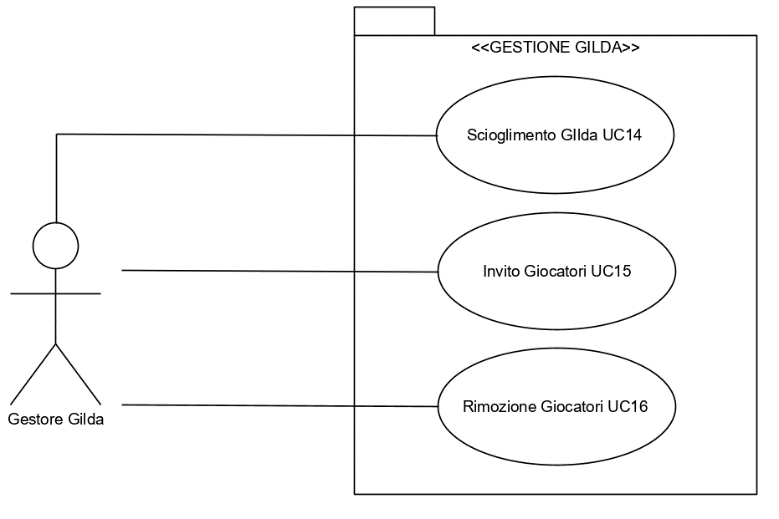 <<GESTIONE GILDA>>
Scioglimento GIlda UC14
Invito Giocatori UC15
Rimozione Giocatori UC16
Gestore Gilda